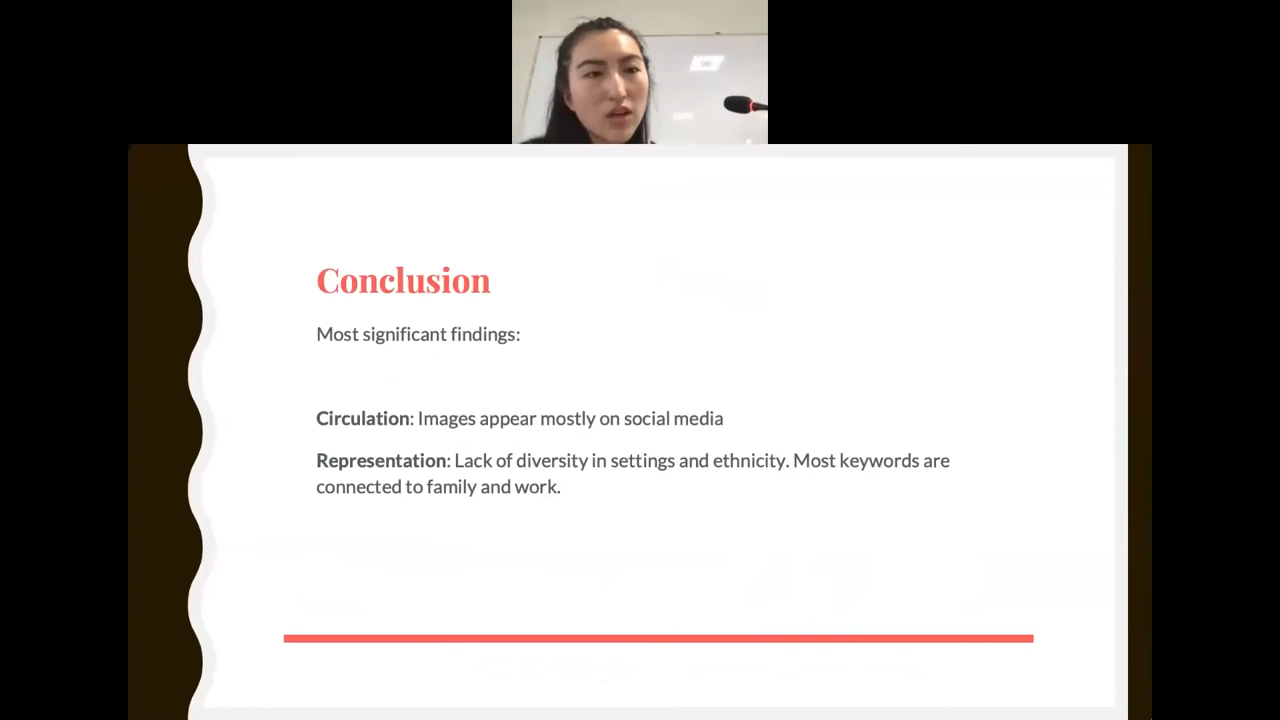 Conclusion
Most significant findings:
Circulation: Images appear mostly on social media
Representation: Lack of diversity in settings and ethnicity. Most keywords are
connected to family and work.